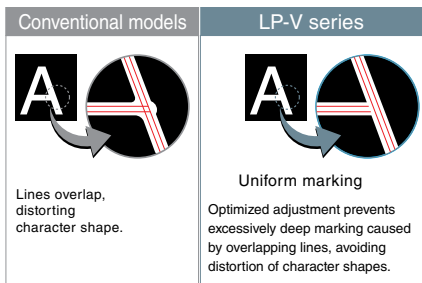 Conventional models
LP-V series
A
A
Lines overlap,
distorting
character shape.
Uniform marking
Optimized adjustment prevents
excessively deep marking caused
by overlapping lines, avoiding
distortion of character shapes.